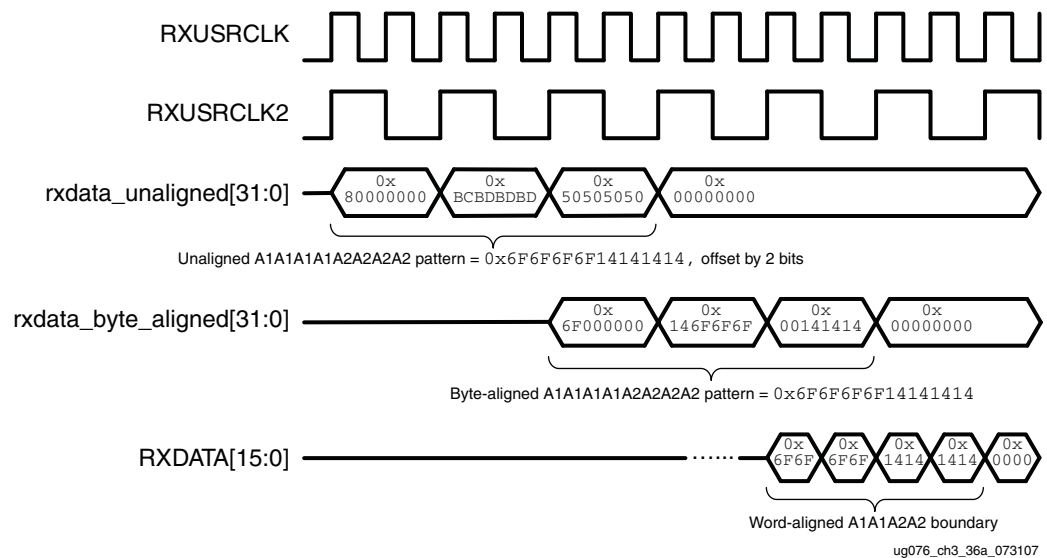 RXUSRCLK
RXUSRCLK2
rxdata_unaligned[31:0]
0x 0x 0x 0x
80000000 BCBDBDBD 50505050 00000000
Unaligned A1A1A1A1A2A2A2A2 pattern = 0x6F6F6F6F14141414, offset by 2 bits
rxdata_byte_aligned[31:0]
0x 0x 0x 0x
6F000000 146F6F6F 00141414 00000000
Byte-aligned A1A1A1A1A2A2A2A2 pattern = 0x6F6F6F6F14141414
RXDATA[15:0]
0x 0x 0x 0x 0x
6F6F 6F6F 1414 1414 0000
Word-aligned A1A1A2A2 boundary
ug076_ch3_36a_073107